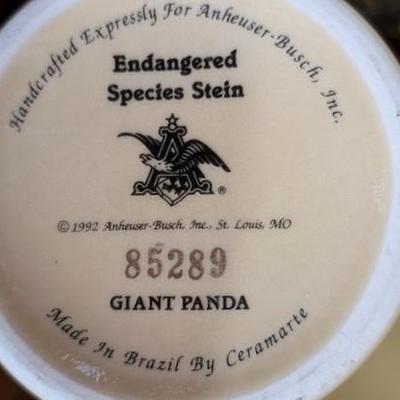 Handcrafted Expressly For Anheuser-Busch, Inc.
Endangered
Species Stein
A
®
© 1992 Anheuser-Busch, Inc., St. Louis, MO
85289
GIANT PANDA
Made In Brazil By Ceramarte